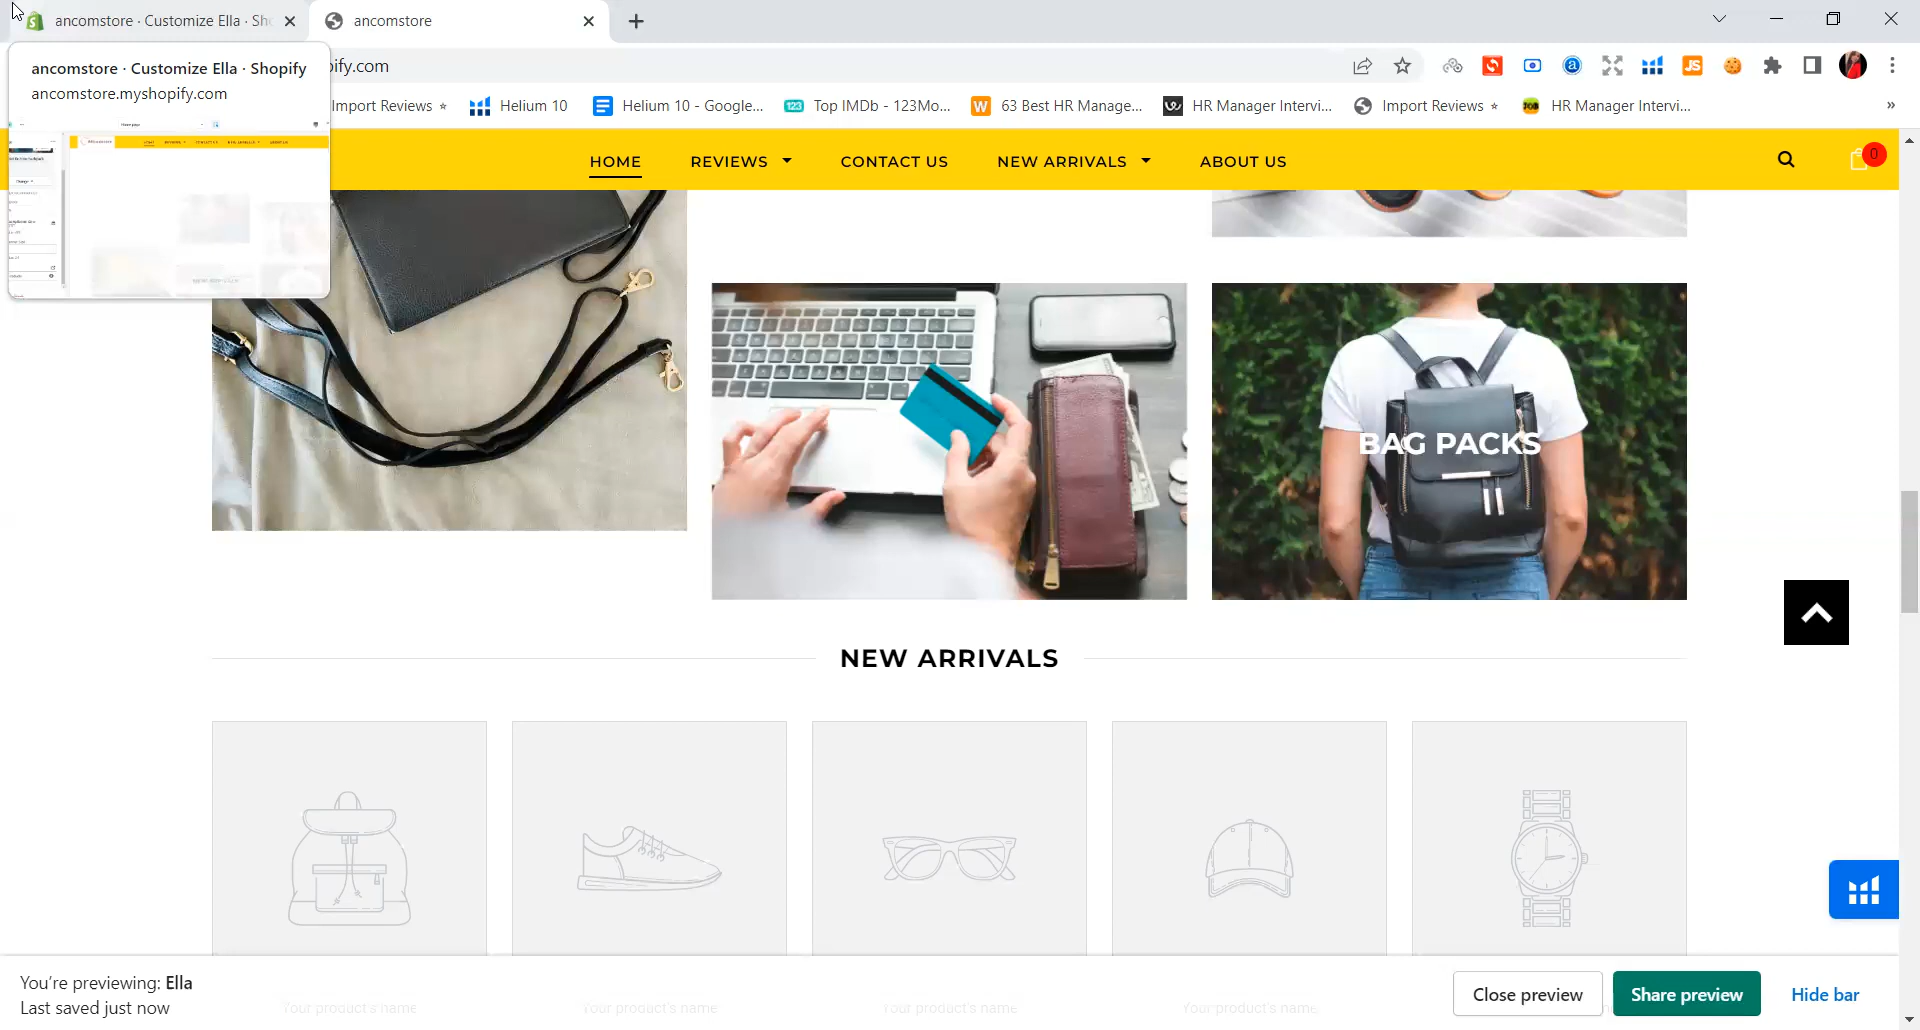 ancomstore · Customize Ella · Sho
ancomstore
ancomstore · Customize Ella · Shopify
ancomstore.myshopify.com
ify.com
Import Reviews
Helium 10
Helium 10 - Google...
Top IMDb - 123Mo...
63 Best HR Manage...
HR Manager Intervi...
Import Reviews
HR Manager Intervi...
HOME
REVIEWS
CONTACT US
NEW ARRIVALS
ABOUT US
0
BAG PACKS
NEW ARRIVALS
You're previewing: Ella
Last saved just now
Your product's name
Your product's name
Your product's name
Your product's name
Close preview
Share preview
Hide bar